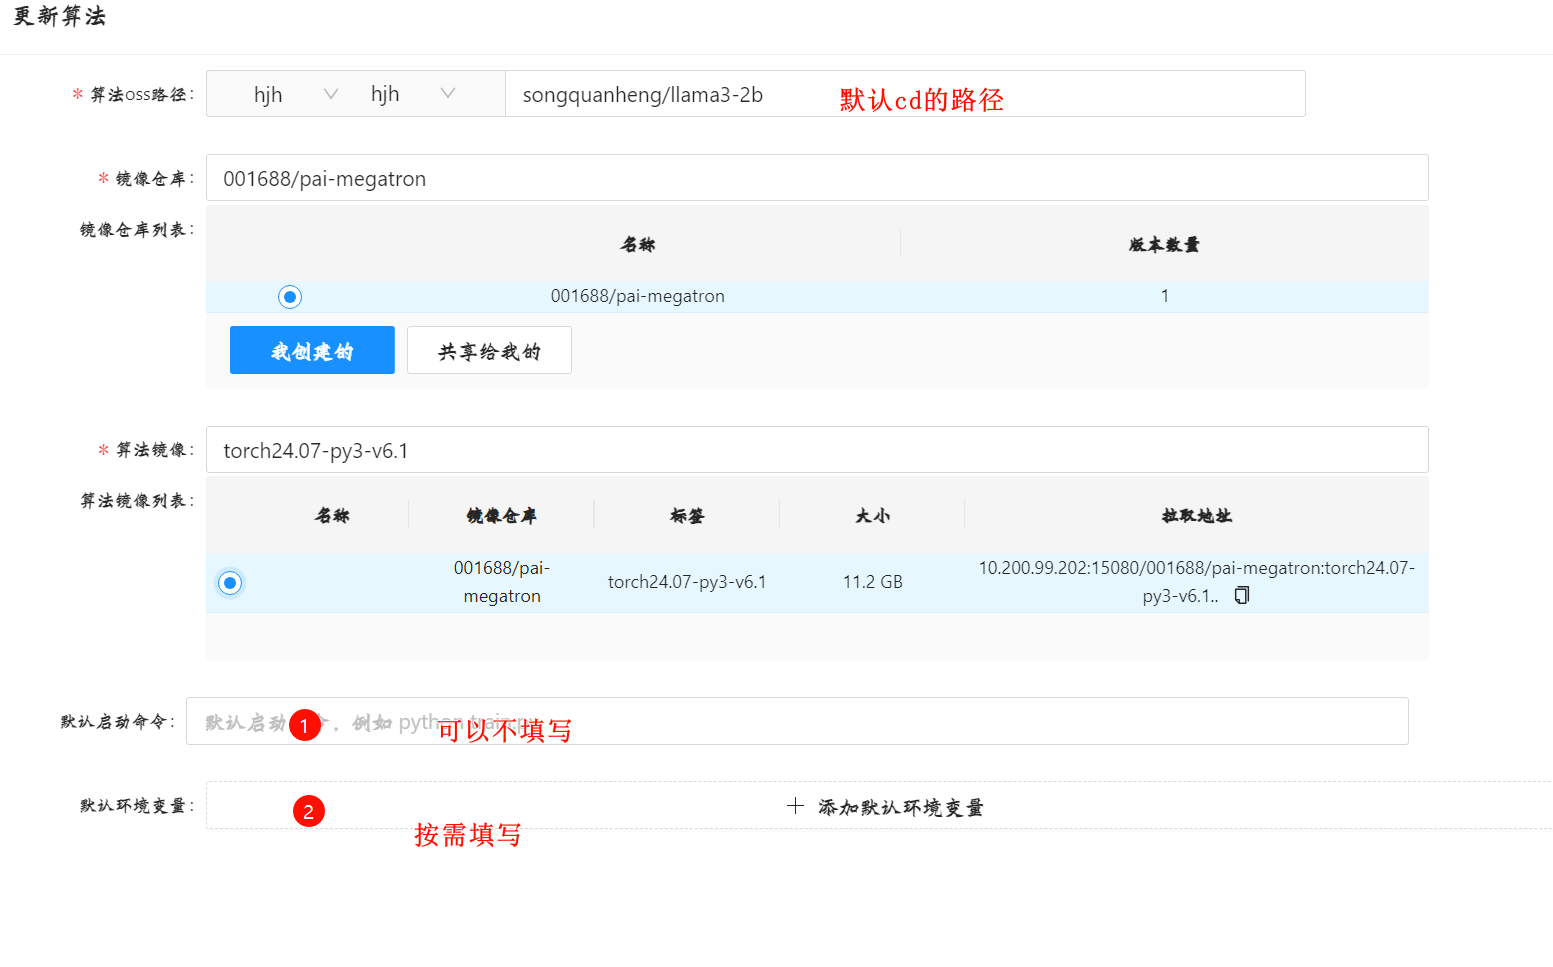 更新算法
* 算法oss路径: hjh hjh songquanheng/llama3-2b 默认cd的路径
* 镜像仓库: 001688/pai-megatron
镜像仓库列表: 名称 版本数量
001688/pai-megatron 1
我创建的 共享给我的
* 算法镜像: torch24.07-py3-v6.1
算法镜像列表: 名称 镜像仓库 标签 大小 拉取地址
001688/pai-megatron torch24.07-py3-v6.1 11.2 GB 10.200.99.202:15080/001688/pai-megatron:torch24.07-py3-v6.1..
默认启动命令: 默认启动 1 令，例如 python train.p 可以不填写
默认环境变量: 2 + 添加默认环境变量
按需填写